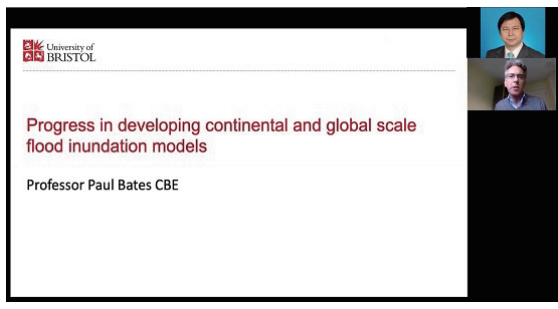 University of
BRISTOL
Progress in developing continental and global scale
flood inundation models
Professor Paul Bates CBE